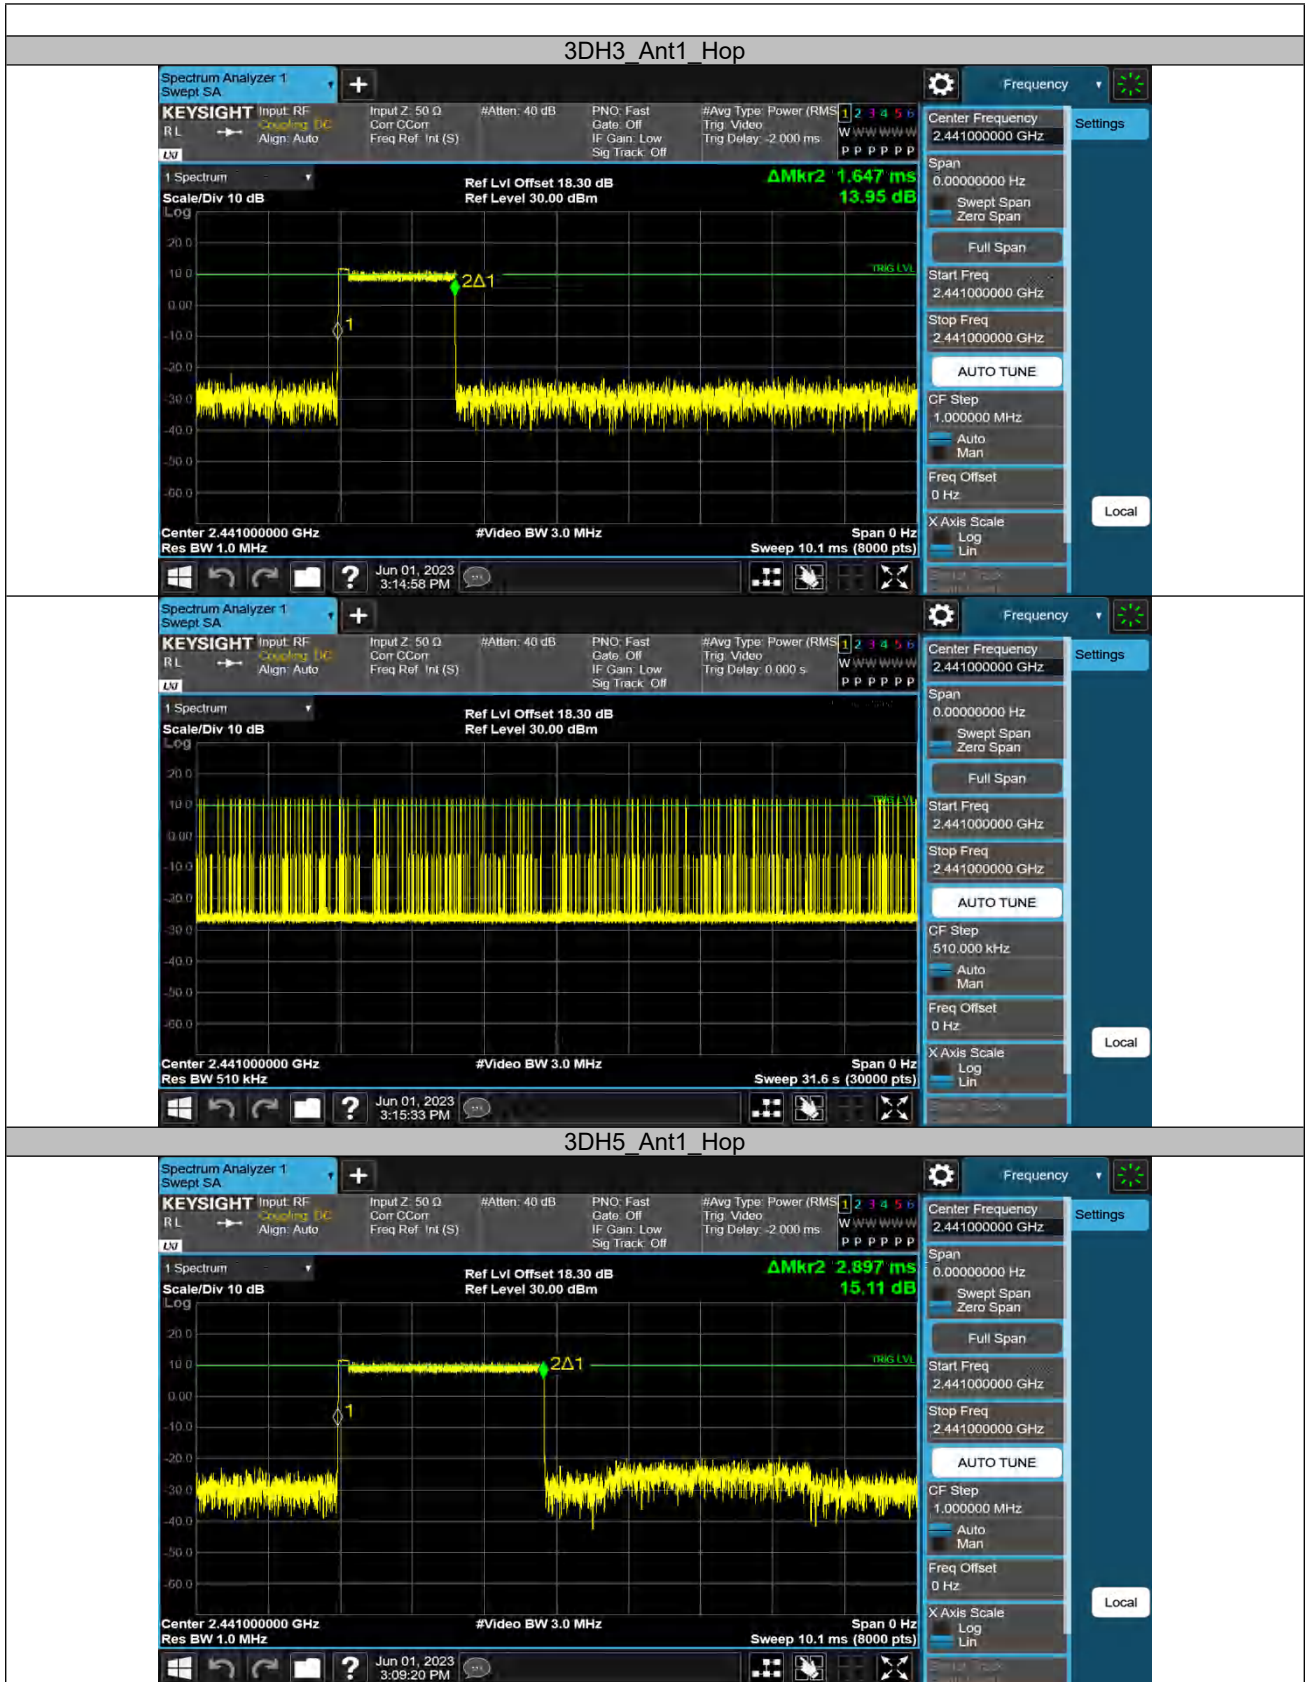 3DH3_Ant1_Hop
Spectrum Analyzer 1
Swept SA
Frequency
KEYSIGHT
R L
LXI
Input: RF
Coupling: DC
Align: Auto
Input Z: 50 Ω
Corr CCorr
Freq Ref: Int (S)
#Atten: 40 dB
PNO: Fast
Gate: Off
IF Gain: Low
Sig Track: Off
#Avg Type: Power (RMS
Trig: Video
Trig Delay: -2.000 ms
1 2 3 4 5 6
W W W W W W
P P P P P P
1 Spectrum
Scale/Div 10 dB
Log
Ref Lvl Offset 18.30 dB
Ref Level 30.00 dBm
ΔMkr2 1.647 ms
13.95 dB
20.0
10.0
0.00
-10.0
-20.0
-30.0
-40.0
-50.0
-60.0
TRIG LVL
2Δ1
1
Center 2.441000000 GHz
Res BW 1.0 MHz
#Video BW 3.0 MHz
Span 0 Hz
Sweep 10.1 ms (8000 pts)
Jun 01, 2023
3:14:58 PM
Center Frequency
2.441000000 GHz
Settings
Span
0.00000000 Hz
Swept Span
Zero Span
Full Span
Start Freq
2.441000000 GHz
Stop Freq
2.441000000 GHz
AUTO TUNE
CF Step
1.000000 MHz
Auto
Man
Freq Offset
0 Hz
X Axis Scale
Log
Lin
Local
Spectrum Analyzer 1
Swept SA
Frequency
KEYSIGHT
R L
LXI
Input: RF
Coupling: DC
Align: Auto
Input Z: 50 Ω
Corr CCorr
Freq Ref: Int (S)
#Atten: 40 dB
PNO: Fast
Gate: Off
IF Gain: Low
Sig Track: Off
#Avg Type: Power (RMS
Trig: Video
Trig Delay: 0.000 s
1 2 3 4 5 6
W W W W W W
P P P P P P
1 Spectrum
Scale/Div 10 dB
Log
Ref Lvl Offset 18.30 dB
Ref Level 30.00 dBm
20.0
10.0
0.00
-10.0
-20.0
-30.0
-40.0
-50.0
-60.0
TRIG LVL
Center 2.441000000 GHz
Res BW 510 kHz
#Video BW 3.0 MHz
Span 0 Hz
Sweep 31.6 s (30000 pts)
Jun 01, 2023
3:15:33 PM
Center Frequency
2.441000000 GHz
Settings
Span
0.00000000 Hz
Swept Span
Zero Span
Full Span
Start Freq
2.441000000 GHz
Stop Freq
2.441000000 GHz
AUTO TUNE
CF Step
510.000 kHz
Auto
Man
Freq Offset
0 Hz
X Axis Scale
Log
Lin
Local
3DH5_Ant1_Hop
Spectrum Analyzer 1
Swept SA
Frequency
KEYSIGHT
R L
LXI
Input: RF
Coupling: DC
Align: Auto
Input Z: 50 Ω
Corr CCorr
Freq Ref: Int (S)
#Atten: 40 dB
PNO: Fast
Gate: Off
IF Gain: Low
Sig Track: Off
#Avg Type: Power (RMS
Trig: Video
Trig Delay: -2.000 ms
1 2 3 4 5 6
W W W W W W
P P P P P P
1 Spectrum
Scale/Div 10 dB
Log
Ref Lvl Offset 18.30 dB
Ref Level 30.00 dBm
ΔMkr2 2.897 ms
15.11 dB
20.0
10.0
0.00
-10.0
-20.0
-30.0
-40.0
-50.0
-60.0
TRIG LVL
2Δ1
1
Center 2.441000000 GHz
Res BW 1.0 MHz
#Video BW 3.0 MHz
Span 0 Hz
Sweep 10.1 ms (8000 pts)
Jun 01, 2023
3:09:20 PM
Center Frequency
2.441000000 GHz
Settings
Span
0.00000000 Hz
Swept Span
Zero Span
Full Span
Start Freq
2.441000000 GHz
Stop Freq
2.441000000 GHz
AUTO TUNE
CF Step
1.000000 MHz
Auto
Man
Freq Offset
0 Hz
X Axis Scale
Log
Lin
Local